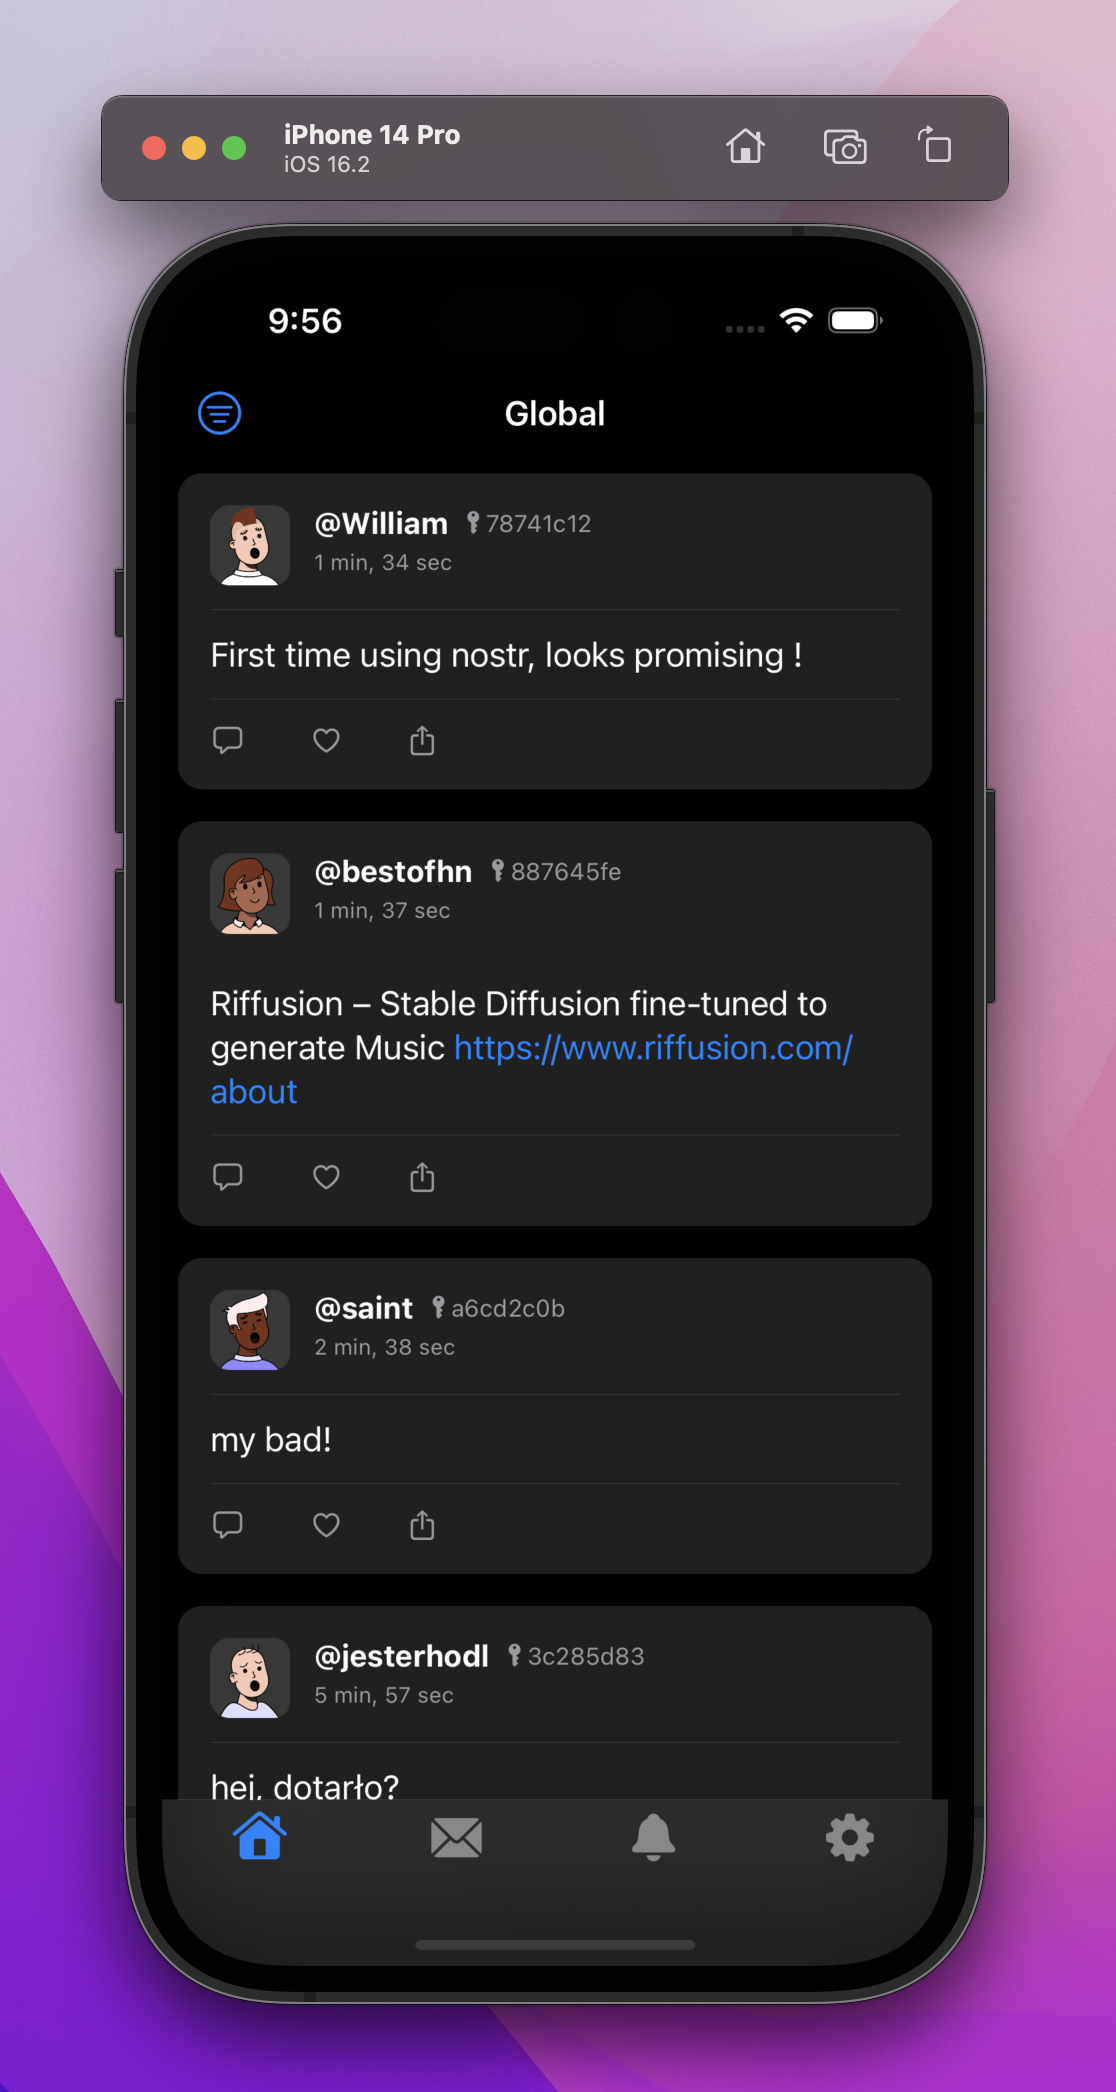 iPhone 14 Pro
iOS 16.2
9:56
Global
@William 78741c12
1 min, 34 sec
First time using nostr, looks promising !
@bestofhn 887645fe
1 min, 37 sec
Riffusion – Stable Diffusion fine-tuned to
generate Music https://www.riffusion.com/
about
@saint a6cd2c0b
2 min, 38 sec
my bad!
@jesterhodl 3c285d83
5 min, 57 sec
hej, dotarło?